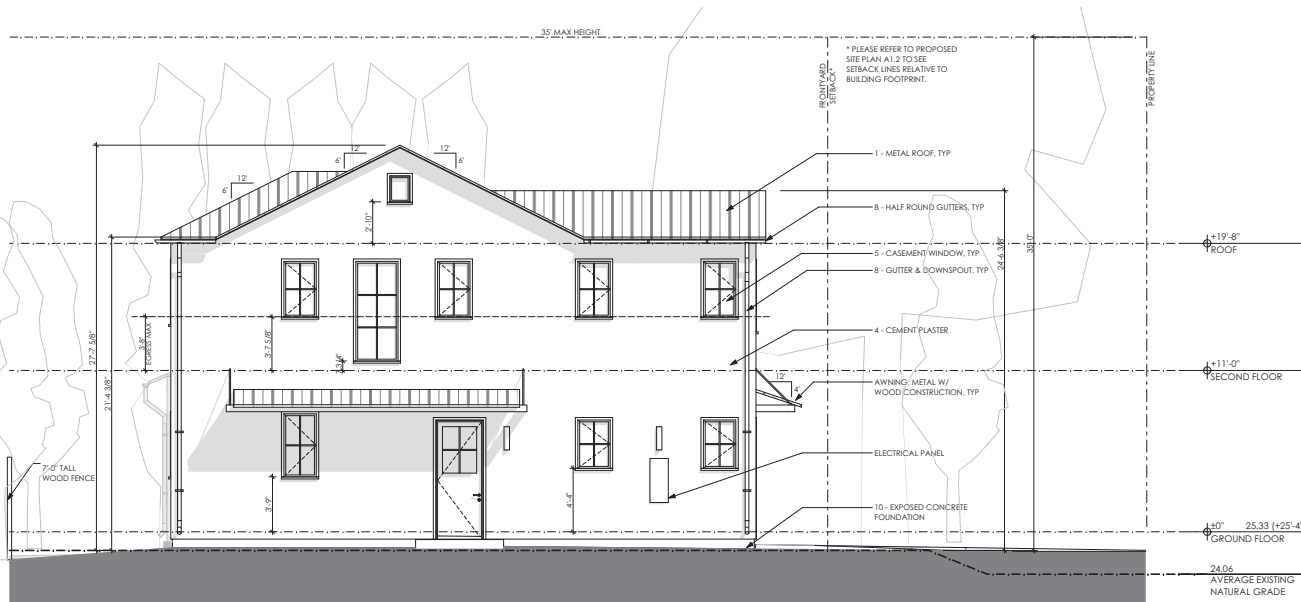 35' MAX HEIGHT
* PLEASE REFER TO PROPOSED
SITE PLAN A1.2 TO SEE
SETBACK LINES RELATIVE TO
BUILDING FOOTPRINT.
FRONTYARD
SETBACK*
PROPERTY LINE
12'
6'
12'
6'
12'
6'
1 - METAL ROOF, TYP
8 - HALF ROUND GUTTERS, TYP
2'-10"
+19'-8"
ROOF
5 - CASEMENT WINDOW, TYP
8 - GUTTER & DOWNSPOUT, TYP
24'-6 3/8"
35'-0"
27'-7 5/8"
21'-4 3/8"
3'-8"
EGRESS MAX
3'-7 5/8"
4 - CEMENT PLASTER
+11'-0"
SECOND FLOOR
12'
4'
AWNING: METAL W/
WOOD CONSTRUCTION, TYP
7'-0" TALL
WOOD FENCE
3'-9"
4'-4"
ELECTRICAL PANEL
10 - EXPOSED CONCRETE
FOUNDATION
±0"
25.33 (+25'-4"
GROUND FLOOR
24.06
AVERAGE EXISTING
NATURAL GRADE